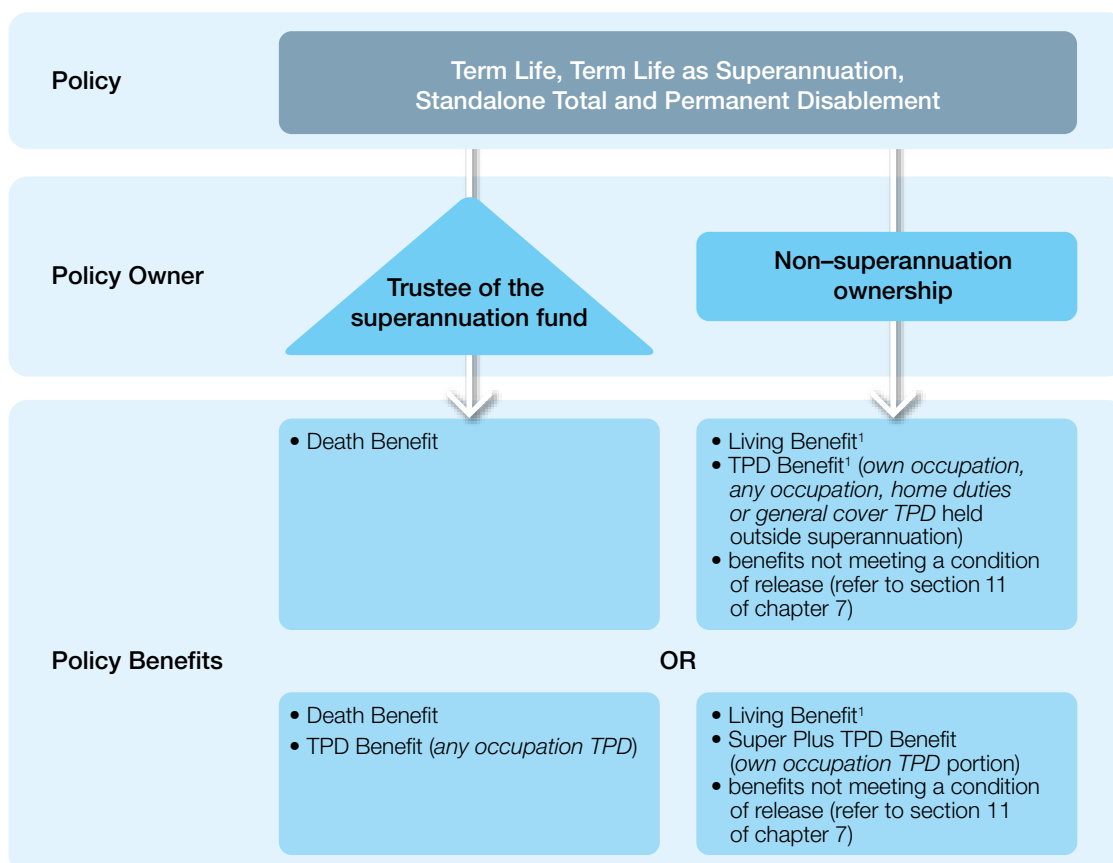 Policy
Term Life, Term Life as Superannuation,
Standalone Total and Permanent Disablement
Policy Owner
Trustee of the
superannuation fund
Non–superannuation
ownership
Policy Benefits
• Death Benefit
• Living Benefit¹
• TPD Benefit¹ (own occupation,
any occupation, home duties
or general cover TPD held
outside superannuation)
• benefits not meeting a condition
of release (refer to section 11
of chapter 7)
OR
• Death Benefit
• TPD Benefit (any occupation TPD)
• Living Benefit¹
• Super Plus TPD Benefit
(own occupation TPD portion)
• benefits not meeting a condition
of release (refer to section 11
of chapter 7)